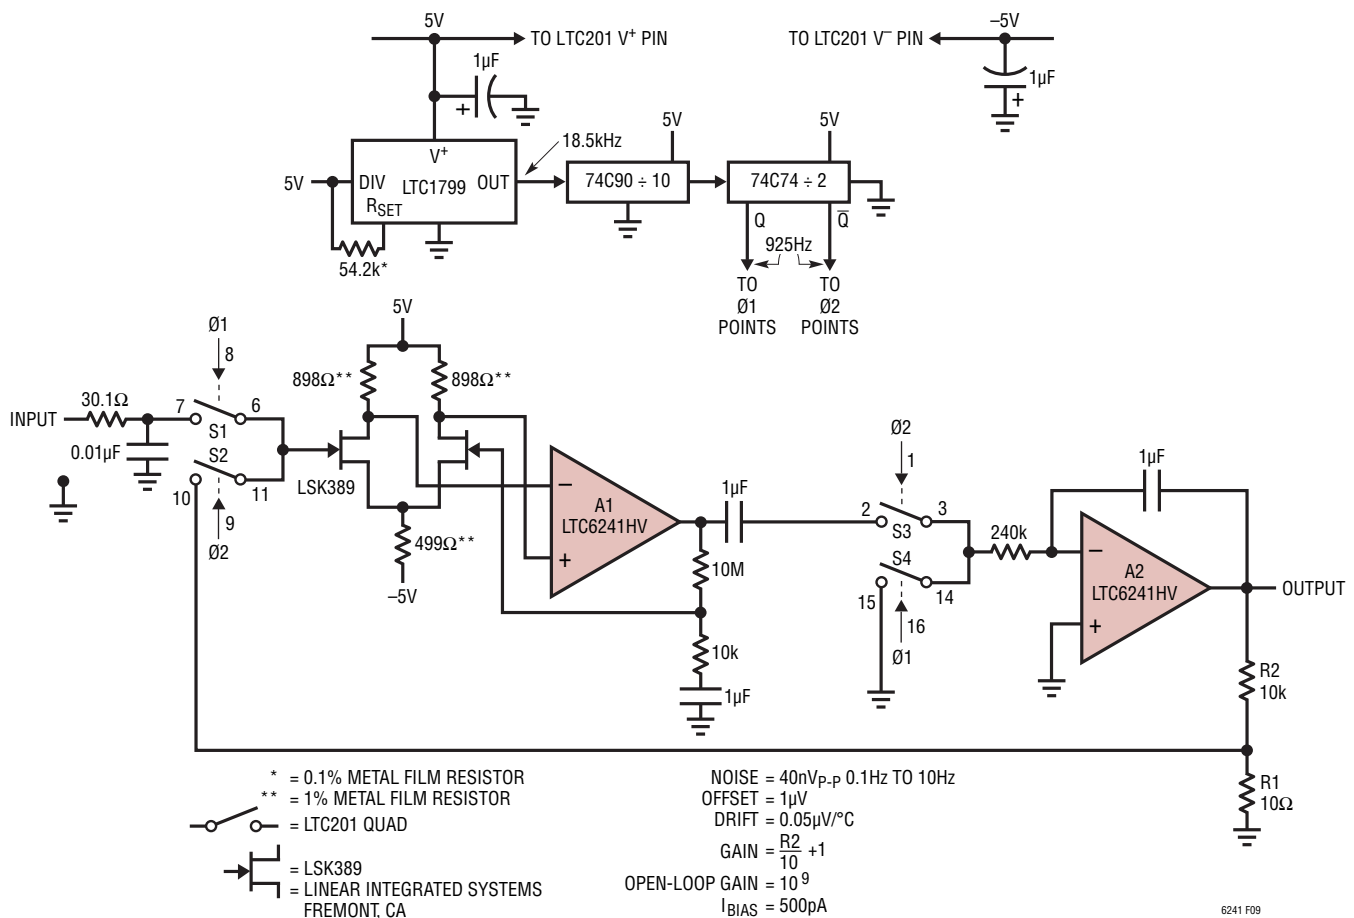 5V
TO LTC201 V+ PIN
TO LTC201 V– PIN
–5V
1µF
+
1µF
+
5V
5V
18.5kHz
V+
5V
DIV
LTC1799
OUT
RSET
54.2k*
74C90 ÷ 10
74C74 ÷ 2
Q
Q̅
925Hz
TO
Ø1
POINTS
TO
Ø2
POINTS
5V
Ø1
8
898Ω**
898Ω**
INPUT
30.1Ω
7
6
S1
0.01µF
S2
10
11
9
Ø2
LSK389
499Ω**
–5V
–
A1
LTC6241HV
+
1µF
10M
10k
1µF
Ø2
1
2
3
S3
S4
15
14
16
Ø1
240k
1µF
–
A2
LTC6241HV
+
OUTPUT
R2
10k
R1
10Ω
* = 0.1% METAL FILM RESISTOR
** = 1% METAL FILM RESISTOR
= LTC201 QUAD
= LSK389
= LINEAR INTEGRATED SYSTEMS
FREMONT, CA
NOISE = 40nVP-P 0.1Hz TO 10Hz
OFFSET = 1µV
DRIFT = 0.05µV/°C
GAIN = R2/10 +1
OPEN-LOOP GAIN = 10⁹
IBIAS = 500pA
6241 F09